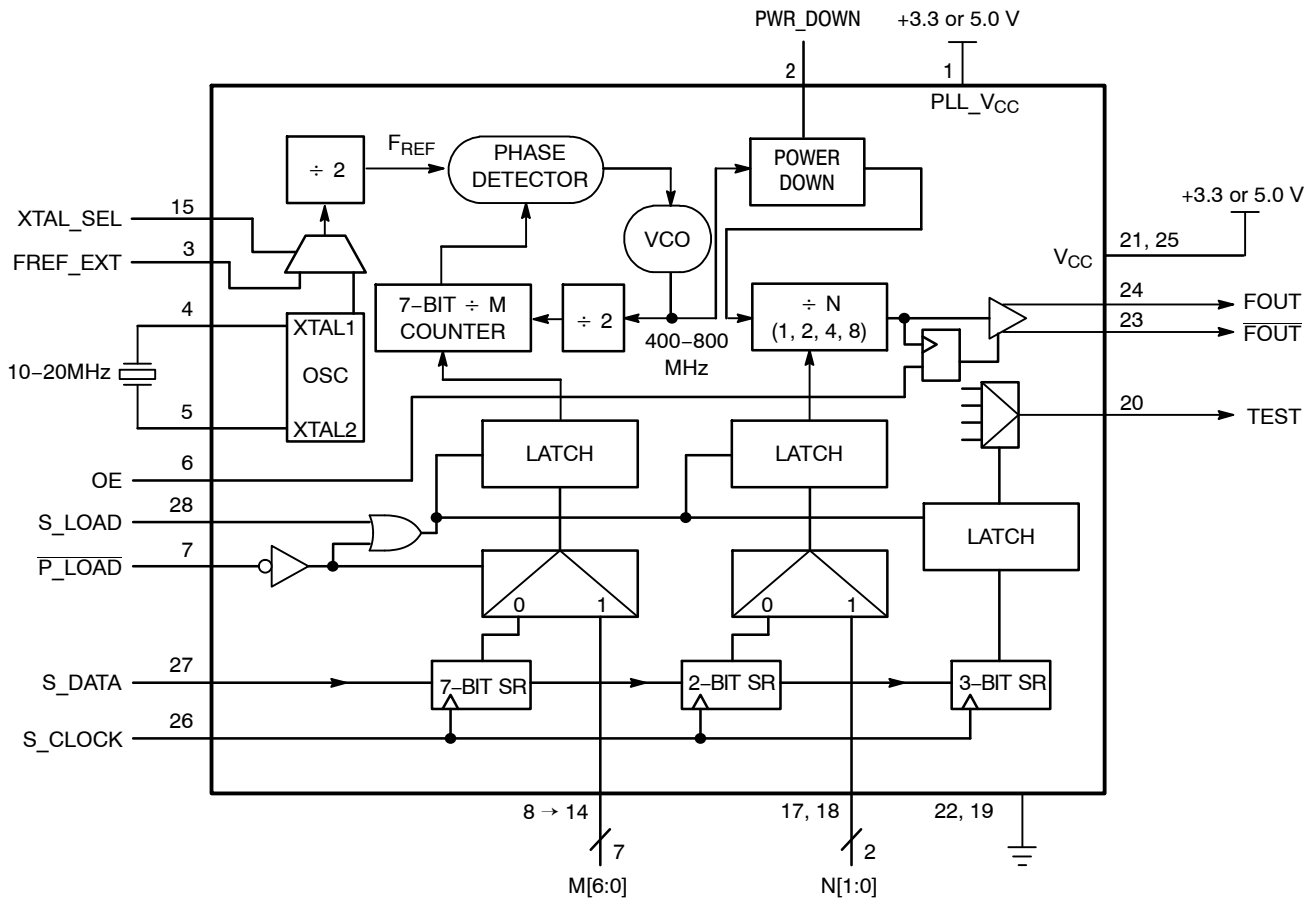 PWR_DOWN
+3.3 or 5.0 V
2
1
PLL_VCC
÷ 2
FREF
PHASE
DETECTOR
POWER
DOWN
+3.3 or 5.0 V
XTAL_SEL
15
VCO
VCC
21, 25
FREF_EXT
3
7−BIT ÷ M
COUNTER
÷ 2
400−800
MHz
÷ N
(1, 2, 4, 8)
24
FOUT
23
FOUT
4
XTAL1
10−20MHz
OSC
5
XTAL2
20
TEST
OE
6
LATCH
LATCH
S_LOAD
28
LATCH
P_LOAD
7
0
1
0
1
S_DATA
27
7−BIT SR
2−BIT SR
3−BIT SR
S_CLOCK
26
8 → 14
17, 18
22, 19
7
2
M[6:0]
N[1:0]